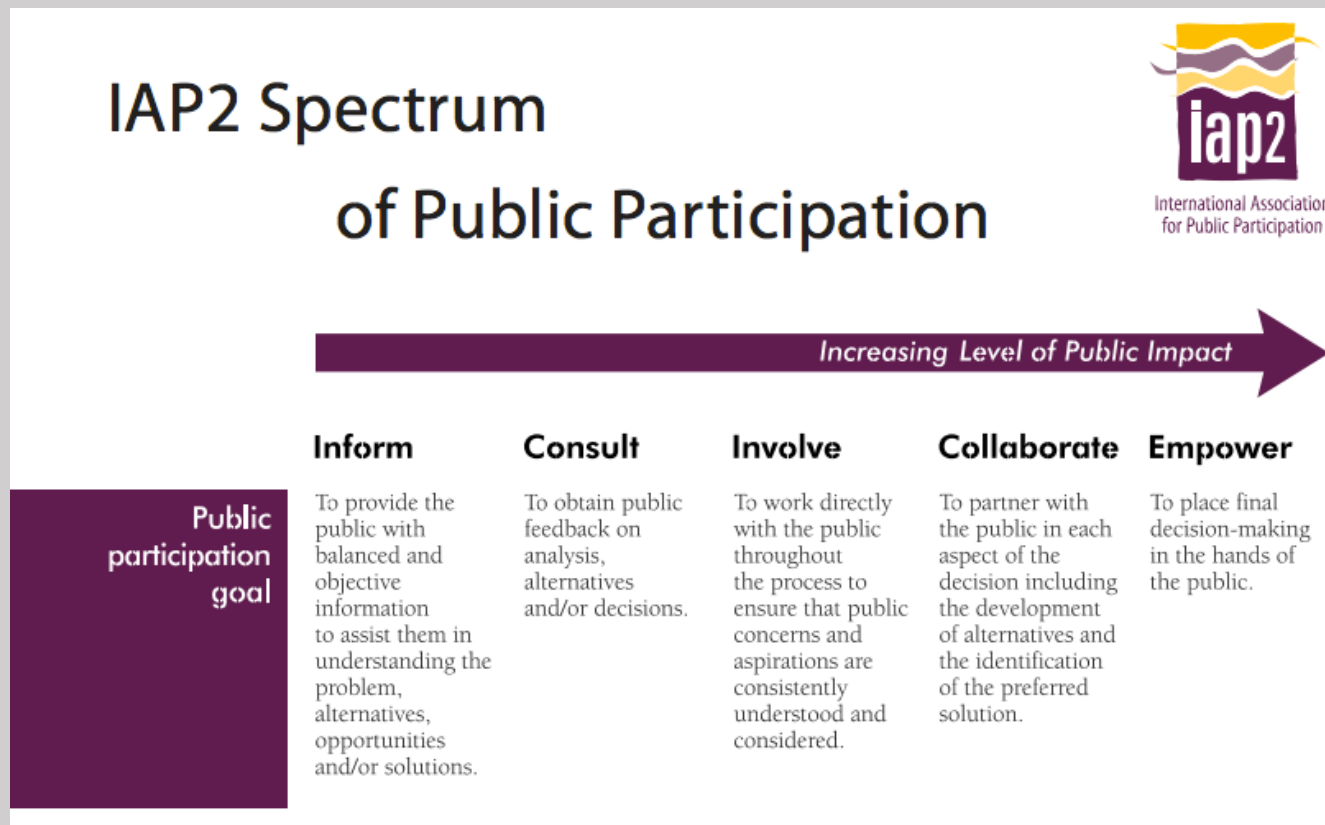 IAP2 Spectrum
of Public Participation
iap2
International Association
for Public Participation
Increasing Level of Public Impact
Inform
Consult
Involve
Collaborate
Empower
Public
participation
goal
To provide the
public with
balanced and
objective
information
to assist them in
understanding the
problem,
alternatives,
opportunities
and/or solutions.
To obtain public
feedback on
analysis,
alternatives
and/or decisions.
To work directly
with the public
throughout
the process to
ensure that public
concerns and
aspirations are
consistently
understood and
considered.
To partner with
the public in each
aspect of the
decision including
the development
of alternatives and
the identification
of the preferred
solution.
To place final
decision-making
in the hands of
the public.